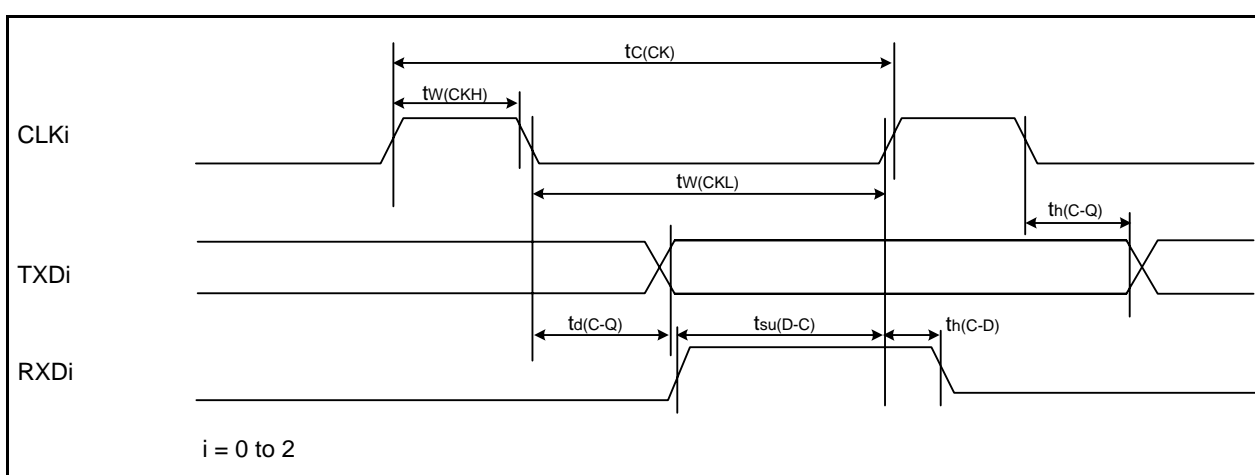 tC(CK)
tW(CKH)
CLKi
tW(CKL)
th(C-Q)
TXDi
td(C-Q)
tsu(D-C)
th(C-D)
RXDi
i = 0 to 2